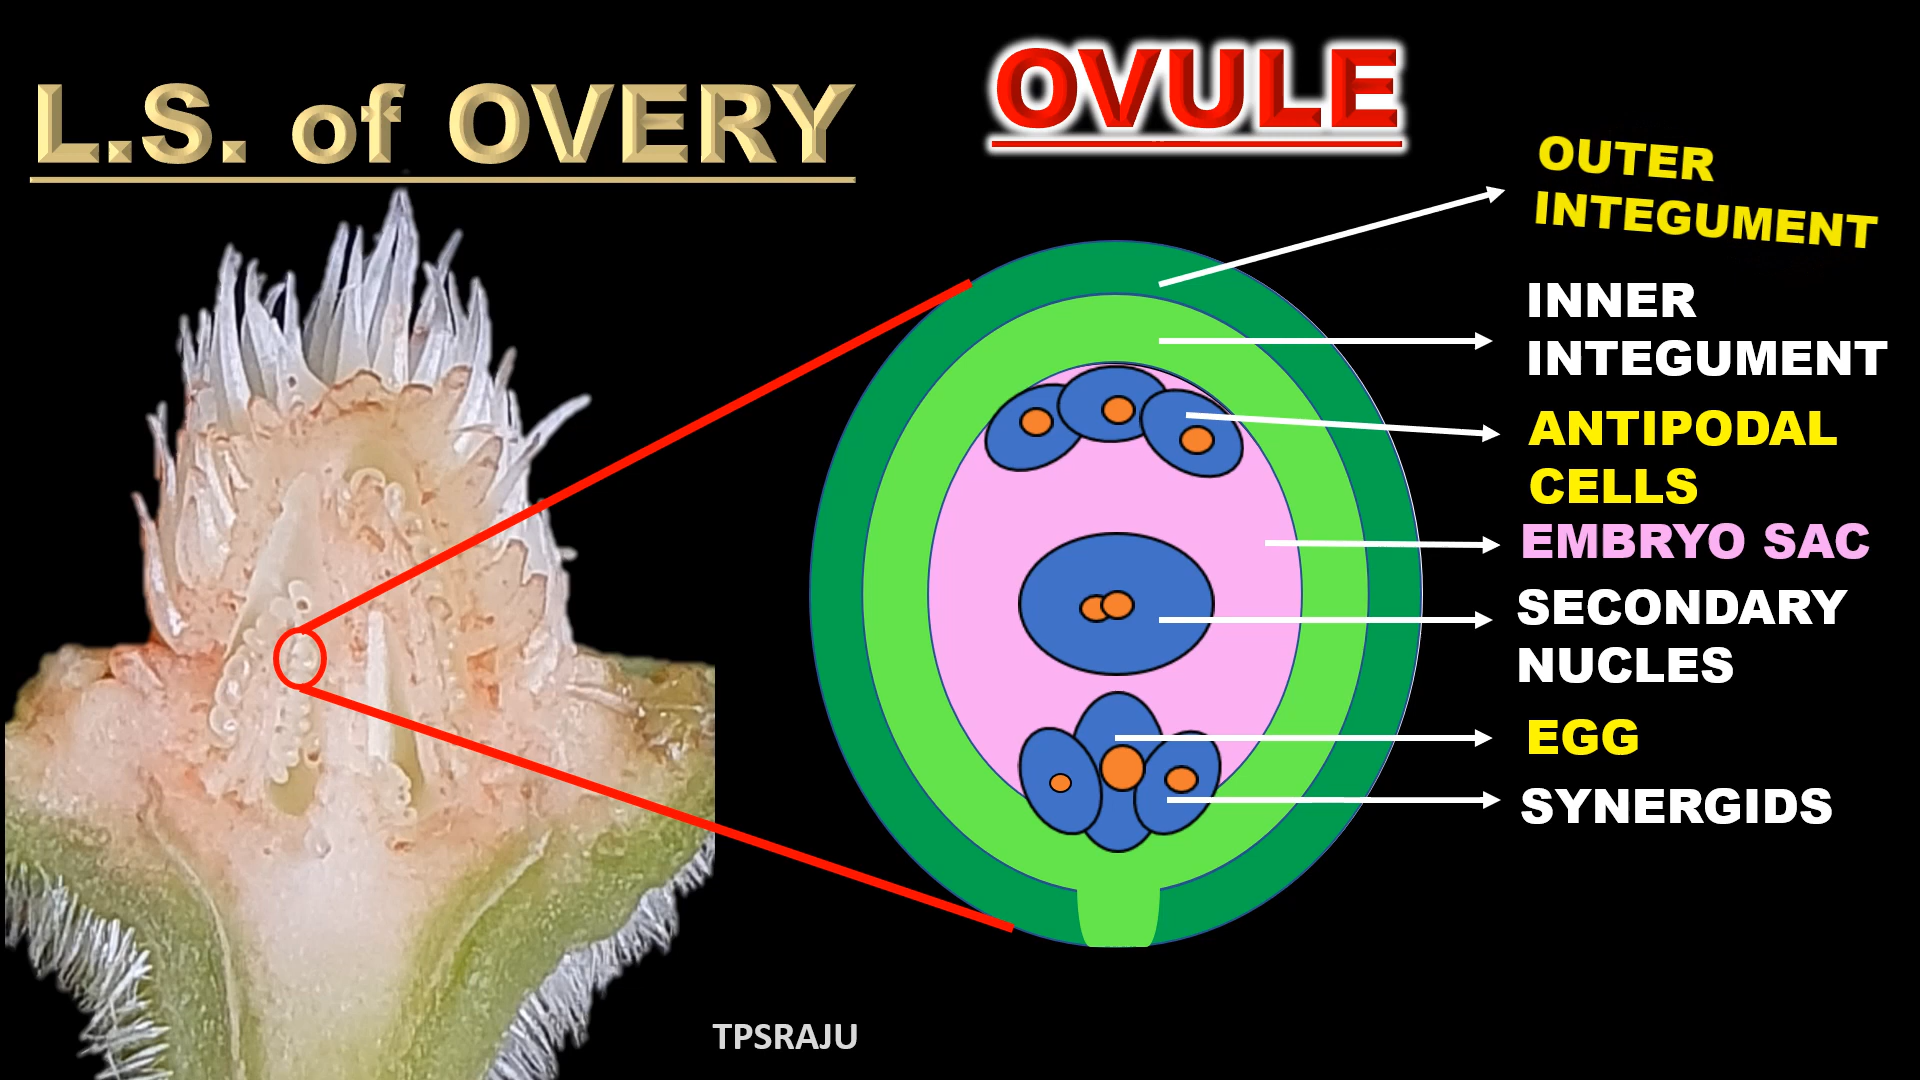 L.S. of OVERY
OVULE
OUTER
INTEGUMENT
INNER
INTEGUMENT
ANTIPODAL
CELLS
EMBRYO SAC
SECONDARY
NUCLES
EGG
SYNERGIDS
TPSRAJU